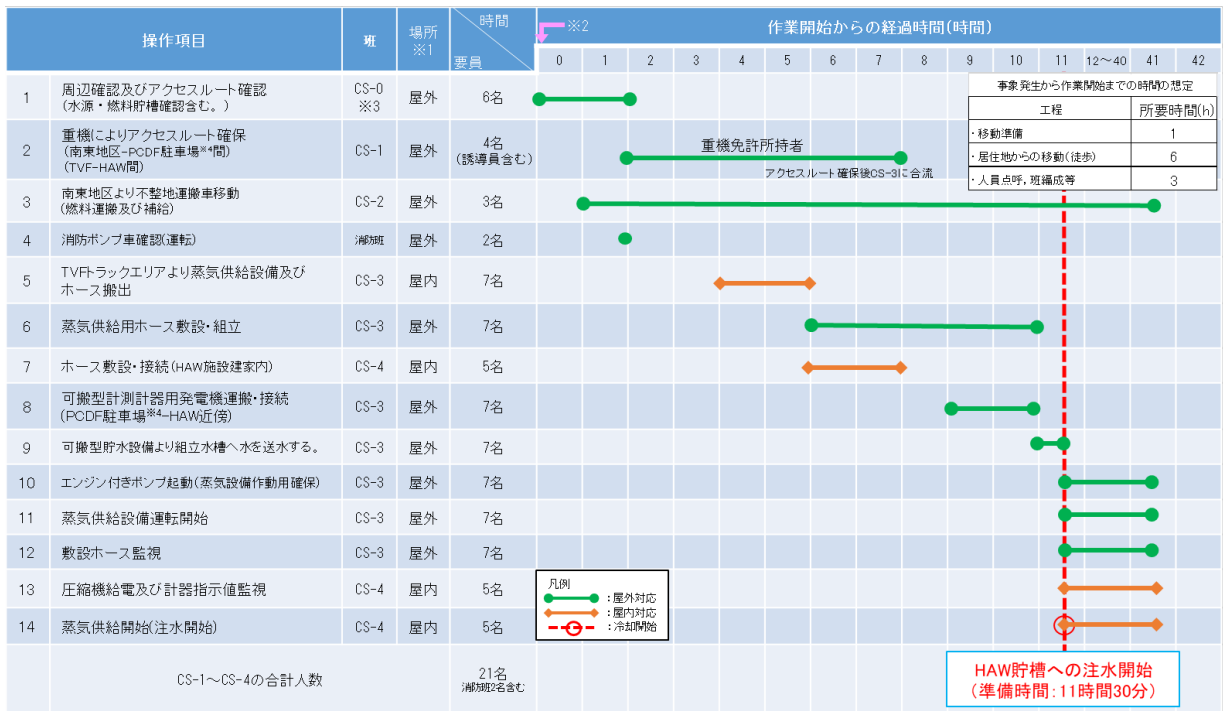 操作項目
班
場所
※1
時間
要員
※2
作業開始からの経過時間(時間)
0 1 2 3 4 5 6 7 8 9 10 11 12～40 41 42
事象発生から作業開始までの時間の想定
工程 所要時間(h)
・移動準備 1
・居住地からの移動(徒歩) 6
・人員点呼，班編成等 3
1 周辺確認及びアクセスルート確認
(水源・燃料貯槽確認含む。)
CS-0
※3
屋外 6名
2 重機によりアクセスルート確保
(南東地区-PCDF駐車場※4間)
(TVF-HAW間)
CS-1 屋外 4名
(誘導員含む)
重機免許所持者
アクセスルート確保後CS-3に合流
3 南東地区より不整地運搬車移動
(燃料運搬及び補給)
CS-2 屋外 3名
4 消防ポンプ車確認(運転) 消防班 屋外 2名
5 TVFトラックエリアより蒸気供給設備及び
ホース搬出
CS-3 屋内 7名
6 蒸気供給用ホース敷設・組立 CS-3 屋外 7名
7 ホース敷設・接続(HAW施設建家内) CS-4 屋内 5名
8 可搬型計測計器用発電機運搬・接続
(PCDF駐車場※4-HAW近傍)
CS-3 屋外 7名
9 可搬型貯水設備より組立水槽へ水を送水する。 CS-3 屋外 7名
10 エンジン付きポンプ起動(蒸気設備作動用確保) CS-3 屋外 7名
11 蒸気供給設備運転開始 CS-3 屋外 7名
12 敷設ホース監視 CS-3 屋外 7名
13 圧縮機給電及び計器指示値監視 CS-4 屋内 5名
14 蒸気供給開始(注水開始) CS-4 屋内 5名
凡例
：屋外対応
：屋内対応
：冷却開始
CS-1～CS-4の合計人数 21名
消防班2名含む
HAW貯槽への注水開始
(準備時間：11時間30分)